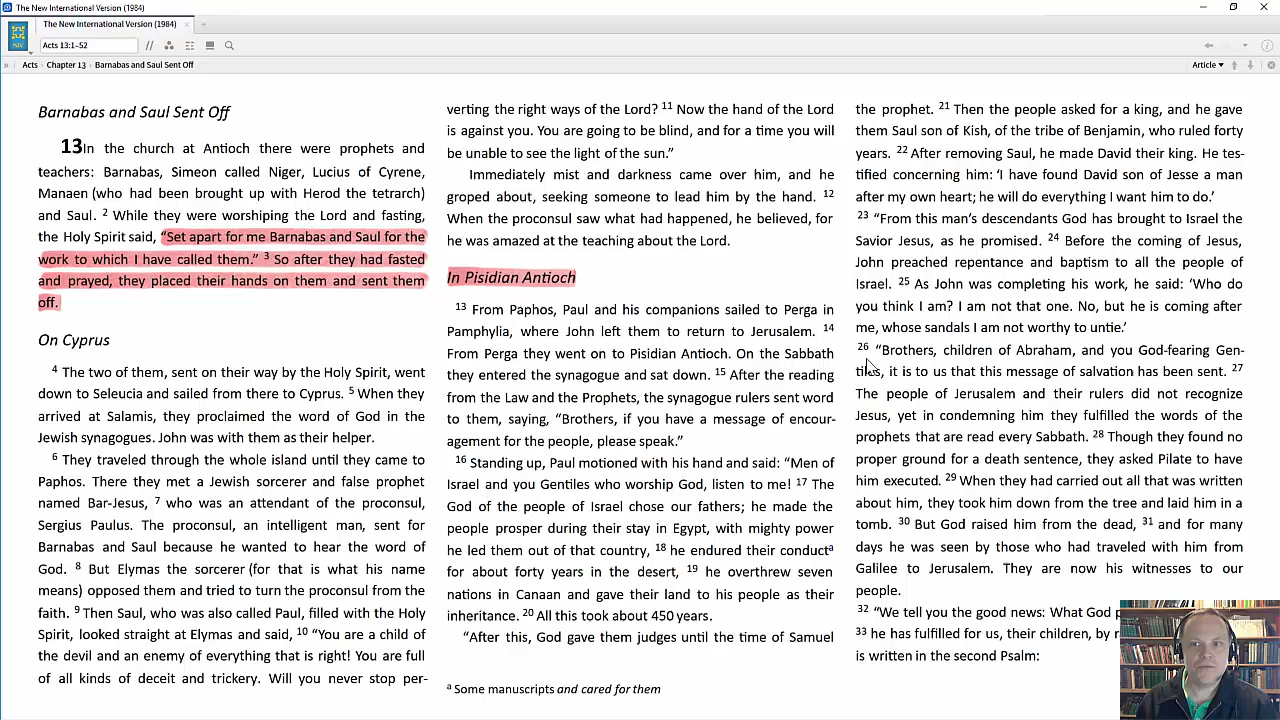 The New International Version (1984)
The New International Version (1984)
NIV
Acts 13:1–52
» Acts · Chapter 13 · Barnabas and Saul Sent Off
Article
Barnabas and Saul Sent Off
13 In the church at Antioch there were prophets and
teachers: Barnabas, Simeon called Niger, Lucius of Cyrene,
Manaen (who had been brought up with Herod the tetrarch)
and Saul. 2 While they were worshiping the Lord and fasting,
the Holy Spirit said, “Set apart for me Barnabas and Saul for the
work to which I have called them.” 3 So after they had fasted
and prayed, they placed their hands on them and sent them
off.
On Cyprus
4 The two of them, sent on their way by the Holy Spirit, went
down to Seleucia and sailed from there to Cyprus. 5 When they
arrived at Salamis, they proclaimed the word of God in the
Jewish synagogues. John was with them as their helper.
6 They traveled through the whole island until they came to
Paphos. There they met a Jewish sorcerer and false prophet
named Bar-Jesus, 7 who was an attendant of the proconsul,
Sergius Paulus. The proconsul, an intelligent man, sent for
Barnabas and Saul because he wanted to hear the word of
God. 8 But Elymas the sorcerer (for that is what his name
means) opposed them and tried to turn the proconsul from the
faith. 9 Then Saul, who was also called Paul, filled with the Holy
Spirit, looked straight at Elymas and said, 10 “You are a child of
the devil and an enemy of everything that is right! You are full
of all kinds of deceit and trickery. Will you never stop per-
verting the right ways of the Lord? 11 Now the hand of the Lord
is against you. You are going to be blind, and for a time you will
be unable to see the light of the sun.”
Immediately mist and darkness came over him, and he
groped about, seeking someone to lead him by the hand. 12
When the proconsul saw what had happened, he believed, for
he was amazed at the teaching about the Lord.
In Pisidian Antioch
13 From Paphos, Paul and his companions sailed to Perga in
Pamphylia, where John left them to return to Jerusalem. 14
From Perga they went on to Pisidian Antioch. On the Sabbath
they entered the synagogue and sat down. 15 After the reading
from the Law and the Prophets, the synagogue rulers sent word
to them, saying, “Brothers, if you have a message of encour-
agement for the people, please speak.”
16 Standing up, Paul motioned with his hand and said: “Men of
Israel and you Gentiles who worship God, listen to me! 17 The
God of the people of Israel chose our fathers; he made the
people prosper during their stay in Egypt, with mighty power
he led them out of that country, 18 he endured their conducta
for about forty years in the desert, 19 he overthrew seven
nations in Canaan and gave their land to his people as their
inheritance. 20 All this took about 450 years.
“After this, God gave them judges until the time of Samuel
a Some manuscripts and cared for them
the prophet. 21 Then the people asked for a king, and he gave
them Saul son of Kish, of the tribe of Benjamin, who ruled forty
years. 22 After removing Saul, he made David their king. He tes-
tified concerning him: ‘I have found David son of Jesse a man
after my own heart; he will do everything I want him to do.’
23 “From this man’s descendants God has brought to Israel the
Savior Jesus, as he promised. 24 Before the coming of Jesus,
John preached repentance and baptism to all the people of
Israel. 25 As John was completing his work, he said: ‘Who do
you think I am? I am not that one. No, but he is coming after
me, whose sandals I am not worthy to untie.’
26 “Brothers, children of Abraham, and you God-fearing Gen-
tiles, it is to us that this message of salvation has been sent. 27
The people of Jerusalem and their rulers did not recognize
Jesus, yet in condemning him they fulfilled the words of the
prophets that are read every Sabbath. 28 Though they found no
proper ground for a death sentence, they asked Pilate to have
him executed. 29 When they had carried out all that was written
about him, they took him down from the tree and laid him in a
tomb. 30 But God raised him from the dead, 31 and for many
days he was seen by those who had traveled with him from
Galilee to Jerusalem. They are now his witnesses to our
people.
32 “We tell you the good news: What God
33 he has fulfilled for us, their children, by
is written in the second Psalm: